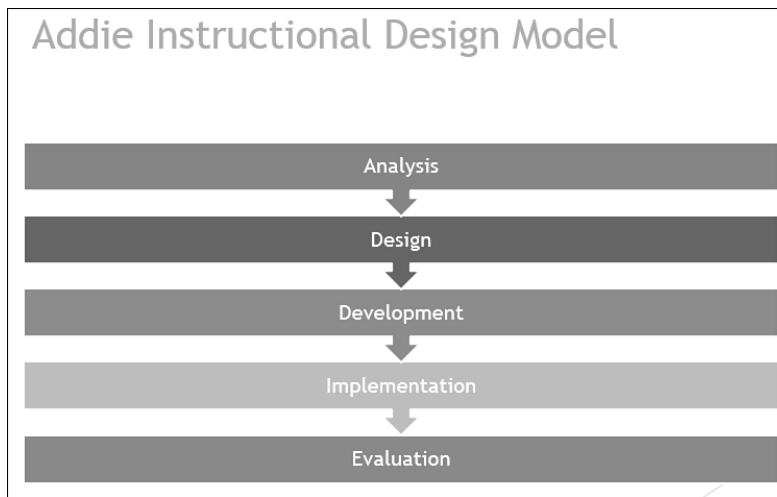 Addie Instructional Design Model
Analysis
Design
Development
Implementation
Evaluation